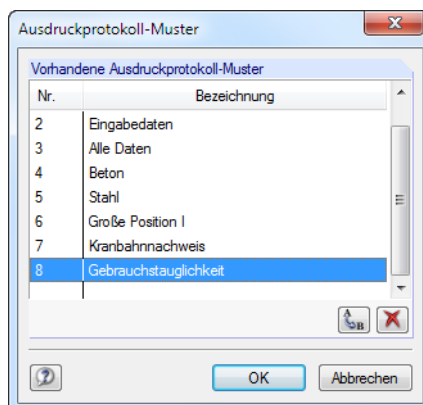 Ausdruckprotokoll-Muster
Vorhandene Ausdruckprotokoll-Muster
Nr. Bezeichnung
2 Eingabedaten
3 Alle Daten
4 Beton
5 Stahl
6 Große Position I
7 Kranbahnnachweis
8 Gebrauchstauglichkeit
A B
OK Abbrechen